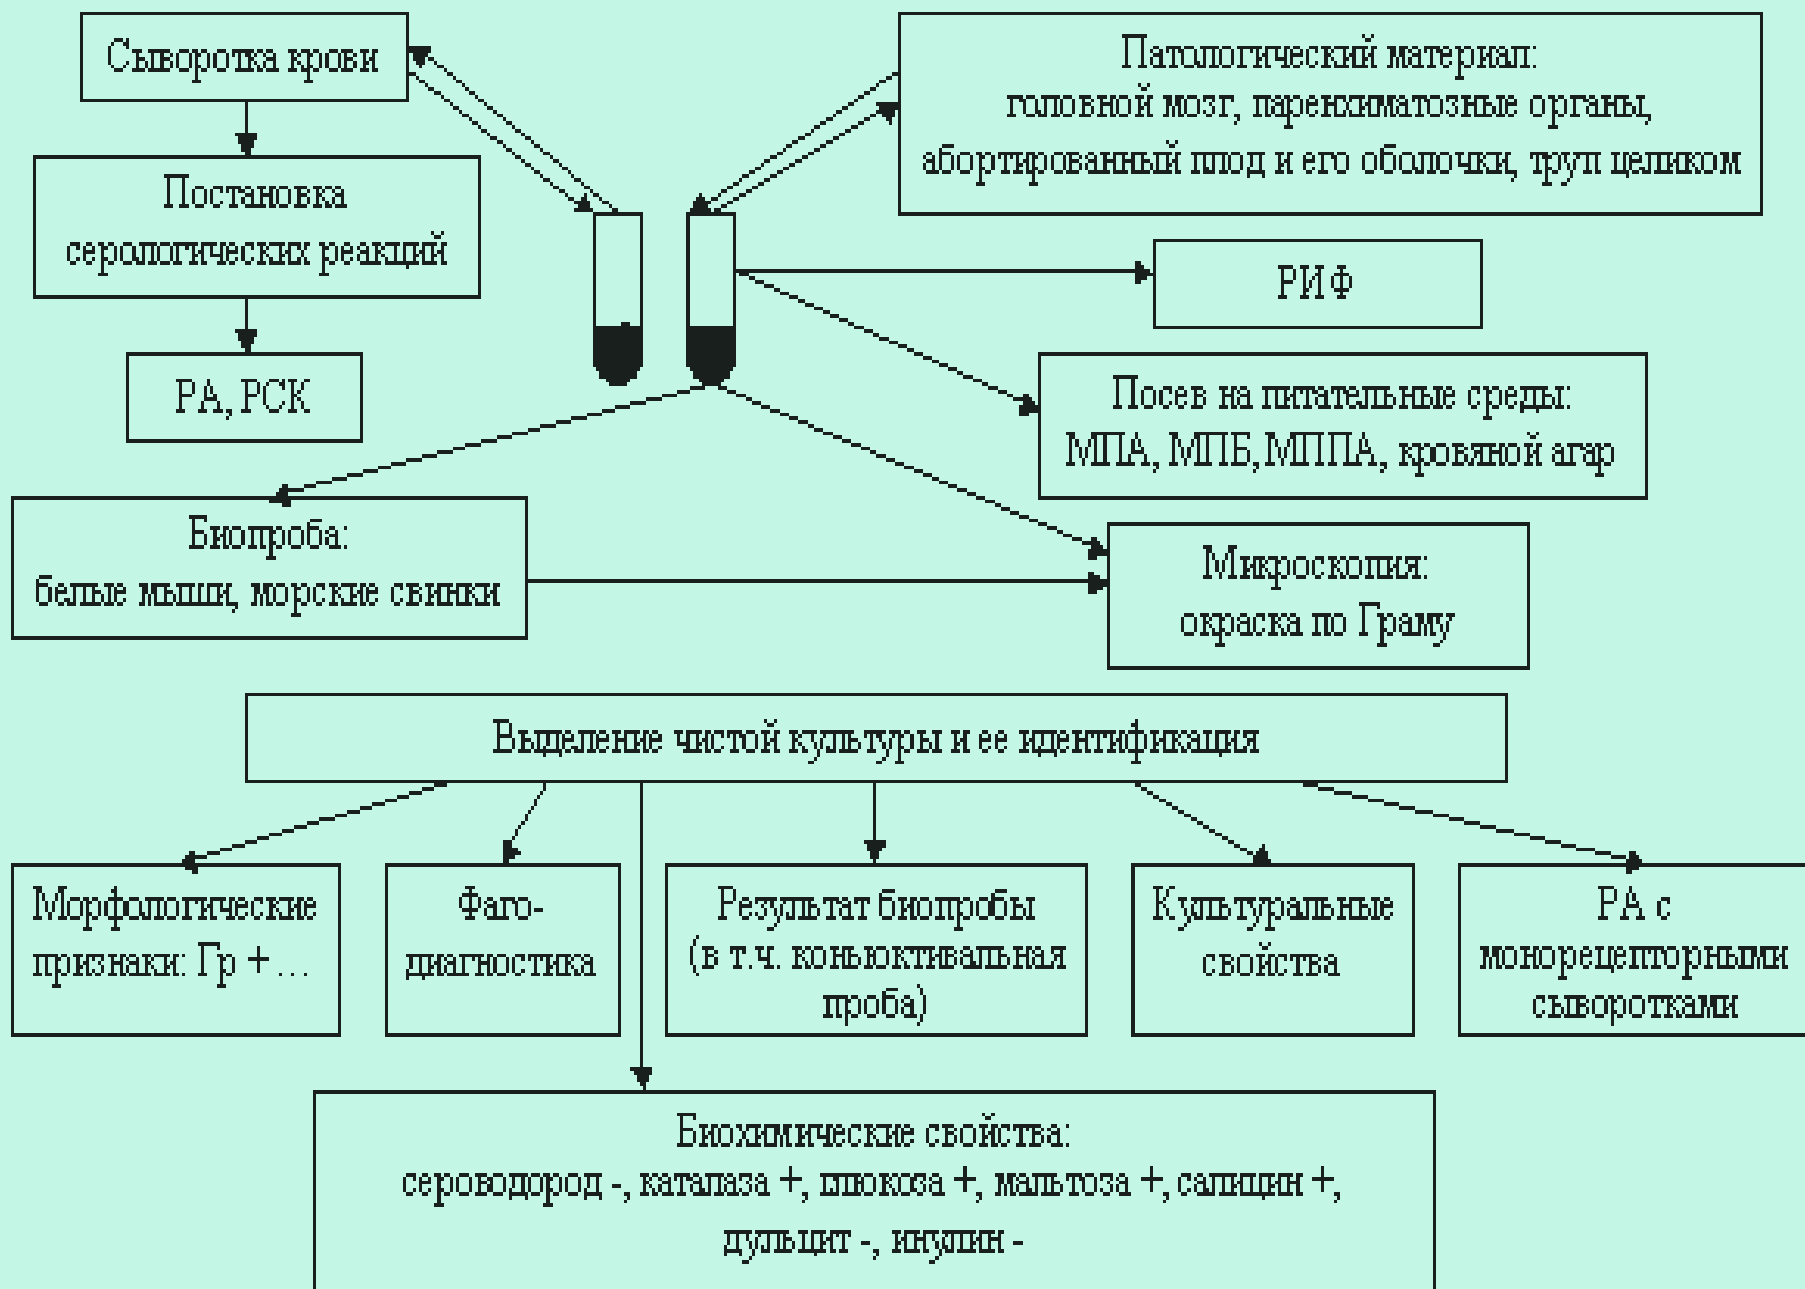 Сыворотка крови
Патологический материал:
головной мозг, паренхиматозные органы,
абортированный плод и его оболочки, труп целиком
Постановка
серологических реакций
РИФ
РА, РСК
Посев на питательные среды:
МПА, МПБ, МППА, кровяной агар
Биопроба:
белые мыши, морские свинки
Микроскопия:
окраска по Граму
Выделение чистой культуры и ее идентификация
Морфологические
признаки: Гр + ...
Фаго-
диагностика
Результат биопробы
(в т.ч. коньюктивальная
проба)
Культуральные
свойства
РА с
монорецепторными
сыворотками
Биохимические свойства:
сероводород -, каталаза +, глюкоза +, мальтоза +, салицин +,
дульцит -, инулин -